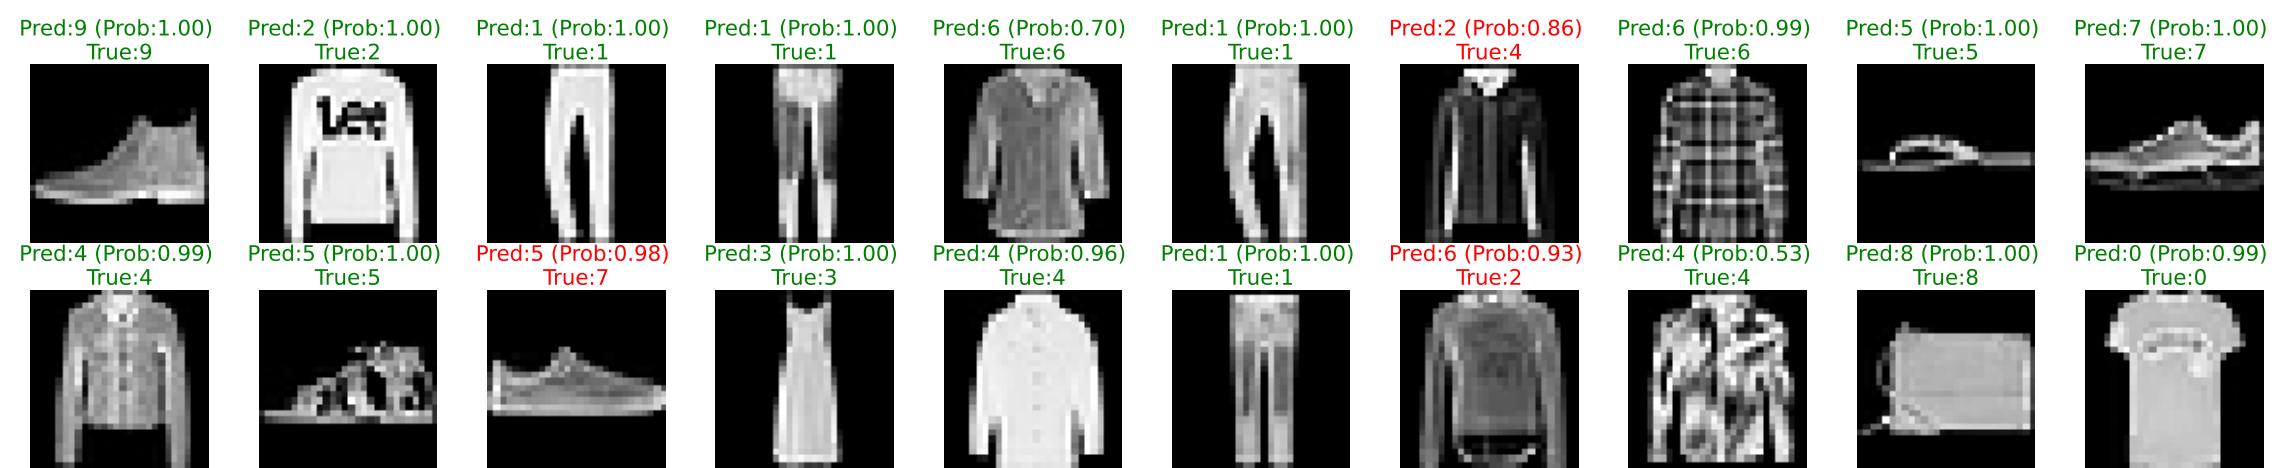 Pred:9 (Prob:1.00) Pred:2 (Prob:1.00) Pred:1 (Prob:1.00) Pred:1 (Prob:1.00) Pred:6 (Prob:0.70) Pred:1 (Prob:1.00) Pred:2 (Prob:0.86) Pred:6 (Prob:0.99) Pred:5 (Prob:1.00) Pred:7 (Prob:1.00)
True:9 True:2 True:1 True:1 True:6 True:1 True:4 True:6 True:5 True:7
Lee
Pred:4 (Prob:0.99) Pred:5 (Prob:1.00) Pred:5 (Prob:0.98) Pred:3 (Prob:1.00) Pred:4 (Prob:0.96) Pred:1 (Prob:1.00) Pred:6 (Prob:0.93) Pred:4 (Prob:0.53) Pred:8 (Prob:1.00) Pred:0 (Prob:0.99)
True:4 True:5 True:7 True:3 True:4 True:1 True:2 True:4 True:8 True:0